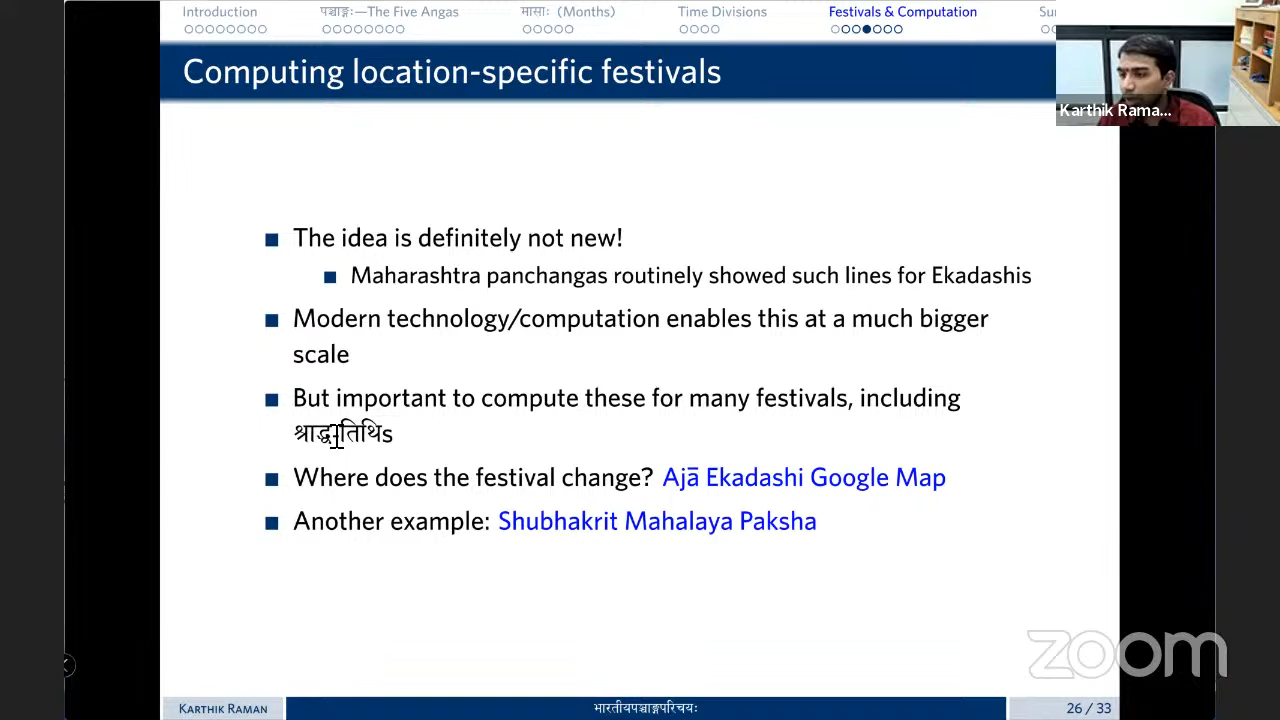 Introduction
पञ्चाङ्गः—The Five Angas
मासाः (Months)
Time Divisions
Festivals & Computation
Computing location-specific festivals
Karthik Rama...
The idea is definitely not new!
Maharashtra panchangas routinely showed such lines for Ekadashis
Modern technology/computation enables this at a much bigger
scale
But important to compute these for many festivals, including
श्राद्धतिथिs
Where does the festival change? Ajā Ekadashi Google Map
Another example: Shubhakrit Mahalaya Paksha
zoom
KARTHIK RAMAN
भारतीयपञ्चाङ्गपरिचयः
26 / 33